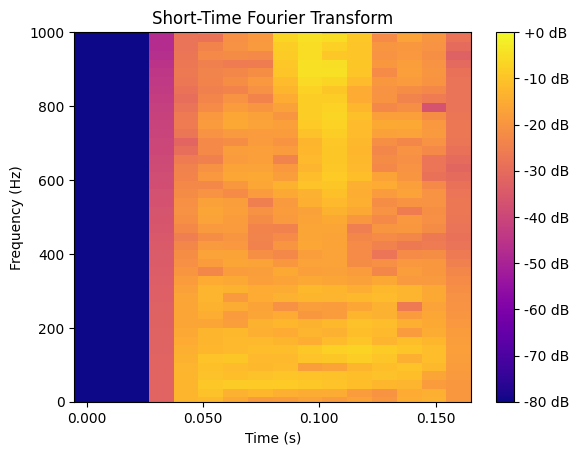 Short-Time Fourier Transform
1000
800
600
400
200
0
Frequency (Hz)
0.000
0.050
0.100
0.150
Time (s)
+0 dB
-10 dB
-20 dB
-30 dB
-40 dB
-50 dB
-60 dB
-70 dB
-80 dB